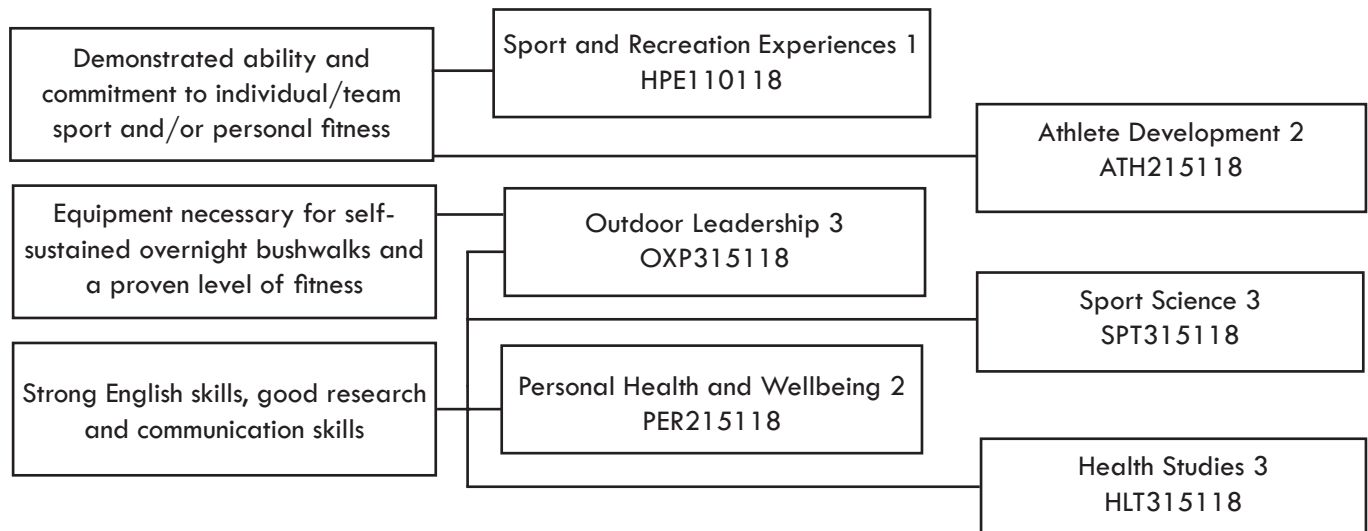 Demonstrated ability and
commitment to individual/team
sport and/or personal fitness
Sport and Recreation Experiences 1
HPE110118
Athlete Development 2
ATH215118
Equipment necessary for self-
sustained overnight bushwalks and
a proven level of fitness
Outdoor Leadership 3
OXP315118
Sport Science 3
SPT315118
Strong English skills, good research
and communication skills
Personal Health and Wellbeing 2
PER215118
Health Studies 3
HLT315118